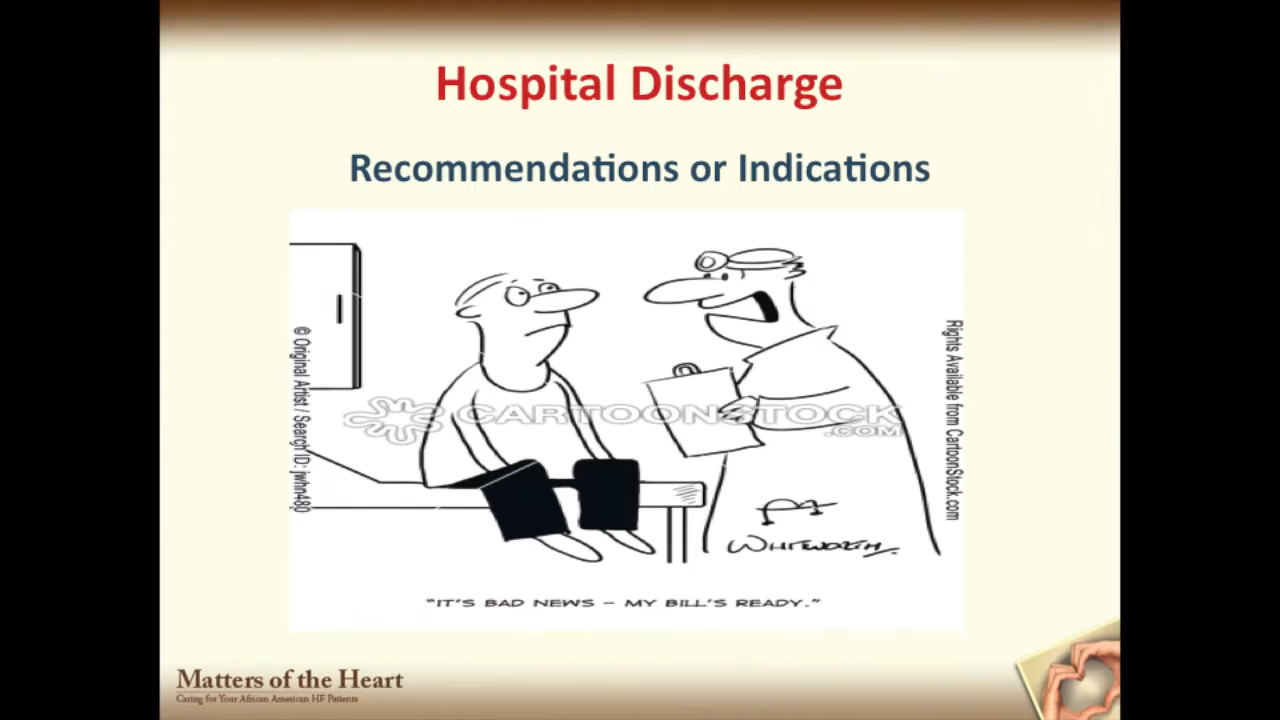 Hospital Discharge
Recommendations or Indications
© Original Artist / Search ID: jwhn480
Rights Available from CartoonStock.com
CARTOONSTOCK
.COM
WHITWORTH
"IT'S BAD NEWS – MY BILL'S READY."
Matters of the Heart
Caring for Your African American HF Patients